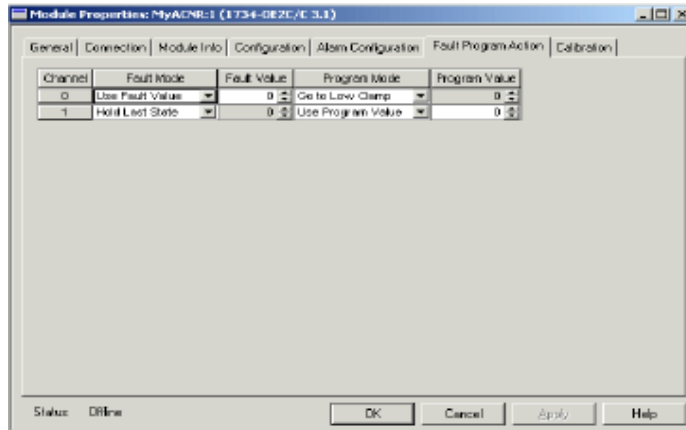 Module Properties: MyACNR:1 (1734-OE2C/C 3.1)
General Connection Module Info Configuration Alarm Configuration Fault Program Action Calibration
Channel Fault Mode Fault Value Program Mode Program Value
0 Use Fault Value 0 Go to Low Clamp 0
1 Hold Last State 0 Use Program Value 0
Status: Offline OK Cancel Apply Help